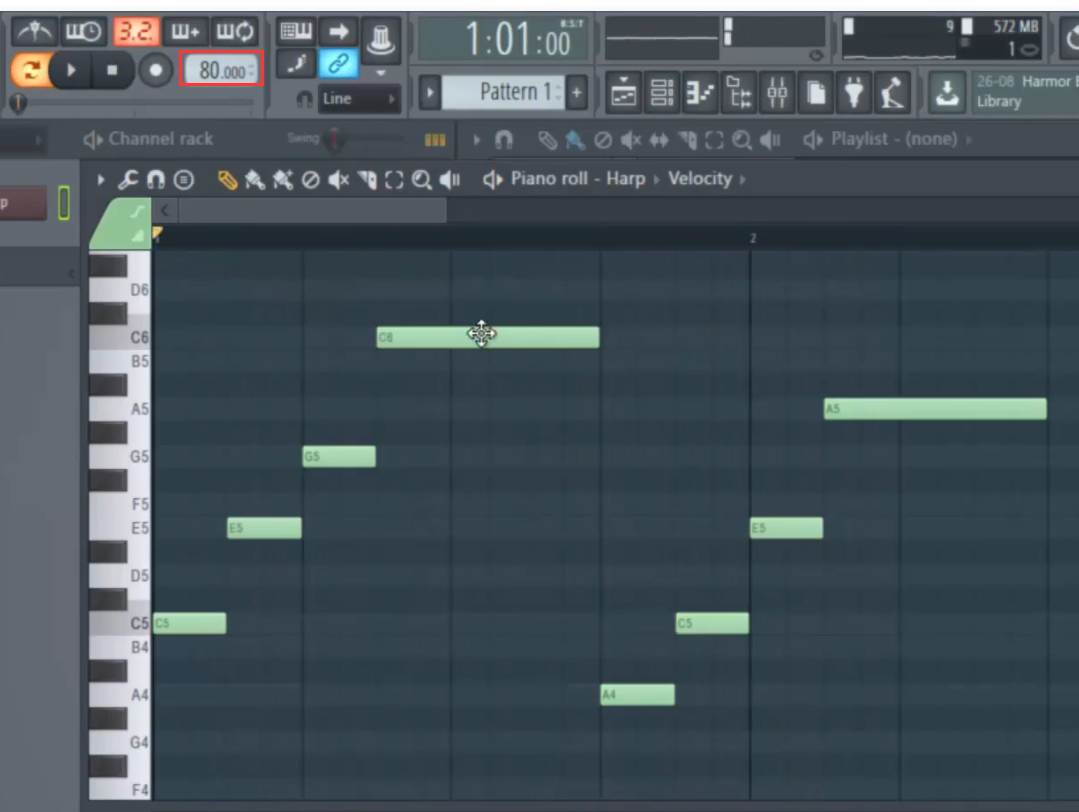 3.2.
80.000
1:01:00
B:S:T
9
572 MB
1
Line
Pattern 1
26-08 Harmor
Library
Channel rack
Swing
Playlist - (none)
p
Piano roll - Harp
Velocity
2
D6
C6
C6
B5
A5
A5
G5
G5
F5
E5
E5
E5
D5
C5
C5
C5
B4
A4
A4
G4
F4